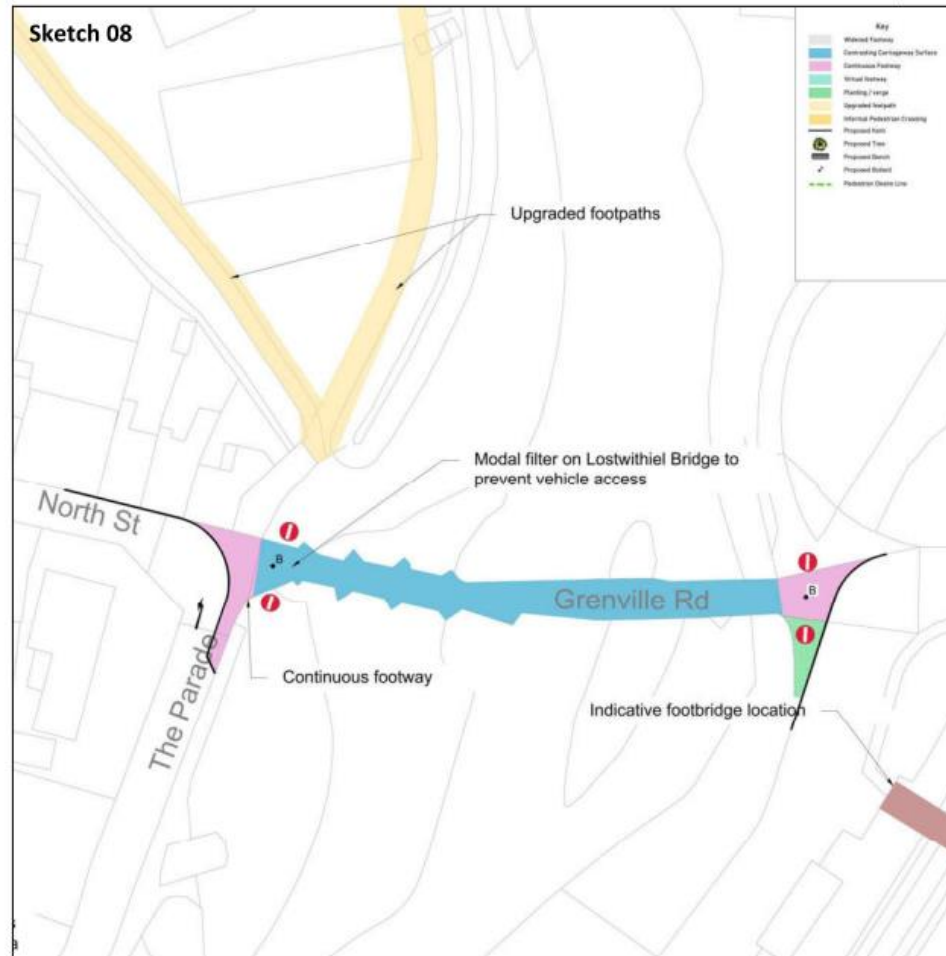 Sketch 08
Key
Widened Footway
Contrasting Carriageway Surface
Continuous Footway
Virtual footway
Planting / verge
Upgraded footpath
Informal Pedestrian Crossing
Proposed Kerb
Proposed Tree
Proposed Bench
Proposed Bollard
Pedestrian Desire Line
Upgraded footpaths
Modal filter on Lostwithiel Bridge to
prevent vehicle access
North St
B
B
Grenville Rd
Continuous footway
The Parade
Indicative footbridge location